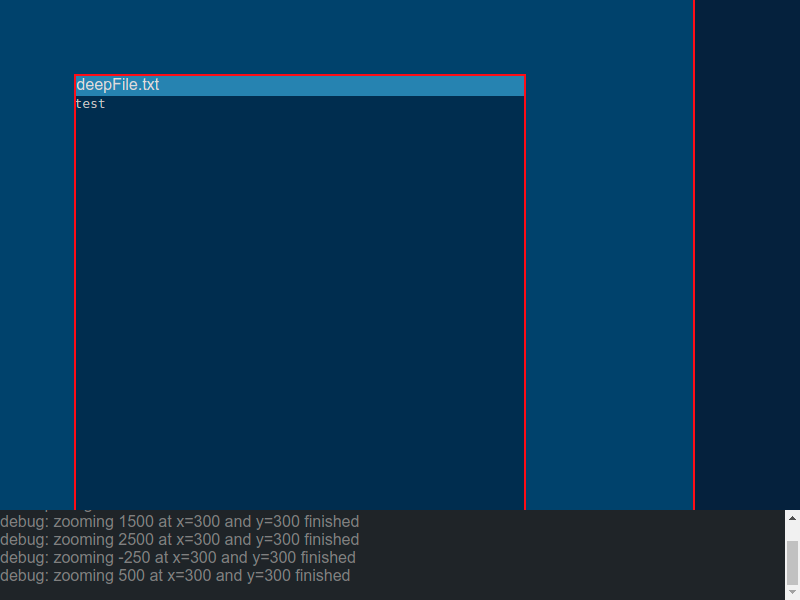 deepFile.txt
test
debug: zooming 1500 at x=300 and y=300 finished
debug: zooming 2500 at x=300 and y=300 finished
debug: zooming -250 at x=300 and y=300 finished
debug: zooming 500 at x=300 and y=300 finished